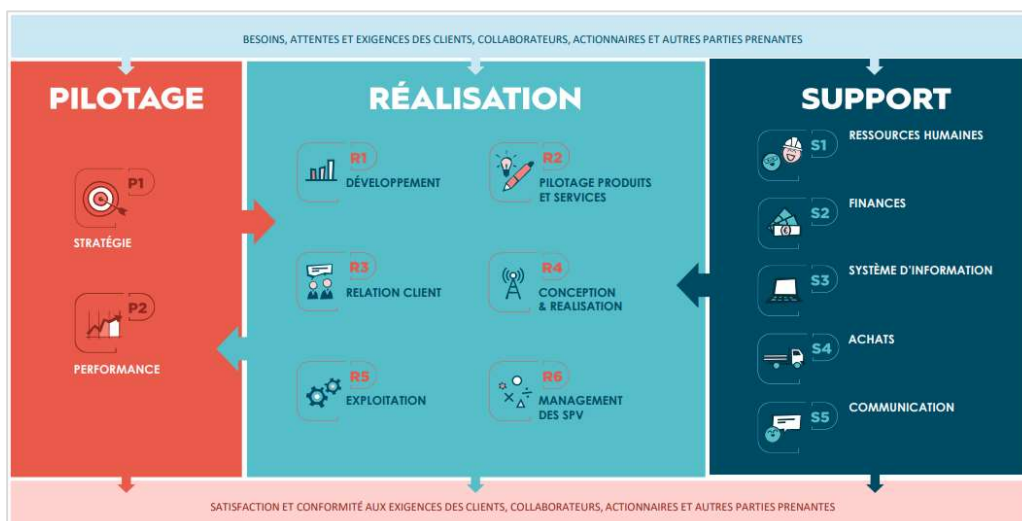 BESOINS, ATTENTES ET EXIGENCES DES CLIENTS, COLLABORATEURS, ACTIONNAIRES ET AUTRES PARTIES PRENANTES
PILOTAGE
P1
STRATÉGIE
P2
PERFORMANCE
RÉALISATION
R1
DÉVELOPPEMENT
R2
PILOTAGE PRODUITS
ET SERVICES
R3
RELATION CLIENT
R4
CONCEPTION
& REALISATION
R5
EXPLOITATION
R6
MANAGEMENT
DES SPV
SUPPORT
S1
RESSOURCES HUMAINES
S2
FINANCES
€
S3
SYSTÈME D'INFORMATION
S4
ACHATS
S5
COMMUNICATION
SATISFACTION ET CONFORMITÉ AUX EXIGENCES DES CLIENTS, COLLABORATEURS, ACTIONNAIRES ET AUTRES PARTIES PRENANTES